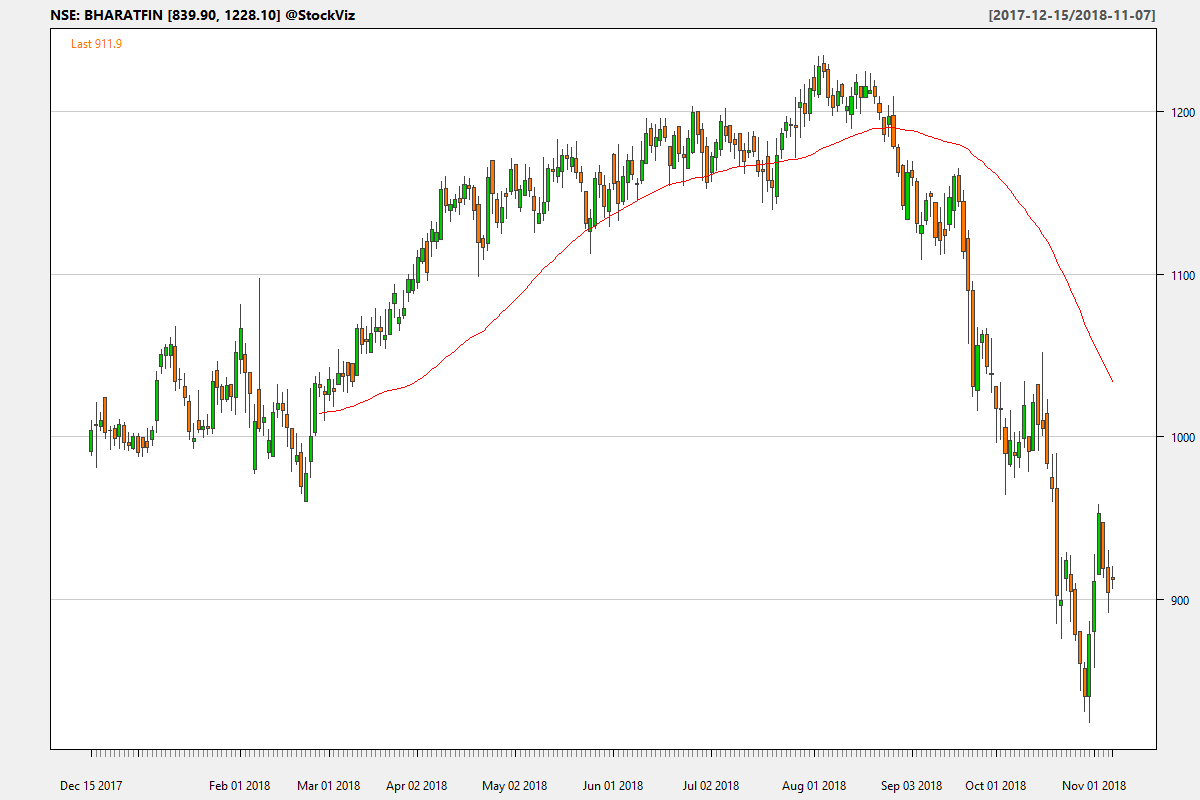 NSE: BHARATFIN [839.90, 1228.10] @StockViz [2017-12-15/2018-11-07]
Last 911.9
1200
1100
1000
900
Dec 15 2017 Feb 01 2018 Mar 01 2018 Apr 02 2018 May 02 2018 Jun 01 2018 Jul 02 2018 Aug 01 2018 Sep 03 2018 Oct 01 2018 Nov 01 2018